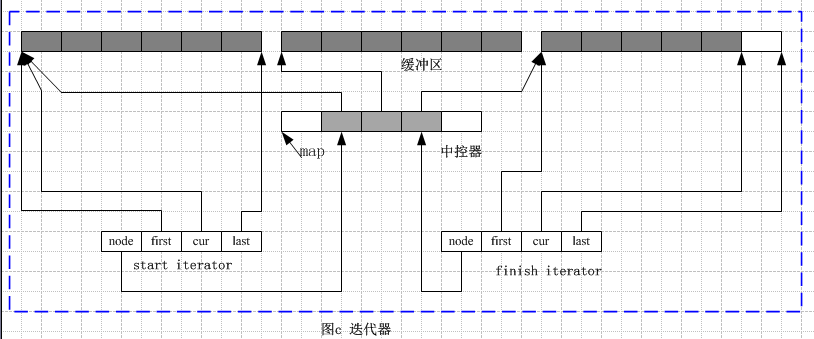 缓冲区
map
中控器
node first cur last
start iterator
node first cur last
finish iterator
图c 迭代器